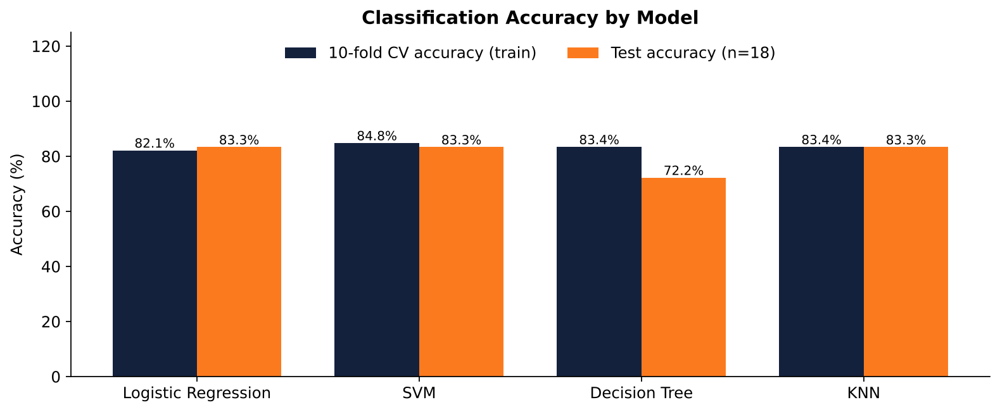 Classification Accuracy by Model
10-fold CV accuracy (train)
Test accuracy (n=18)
Accuracy (%)
120
100
80
60
40
20
0
82.1%
83.3%
84.8%
83.3%
83.4%
72.2%
83.4%
83.3%
Logistic Regression
SVM
Decision Tree
KNN